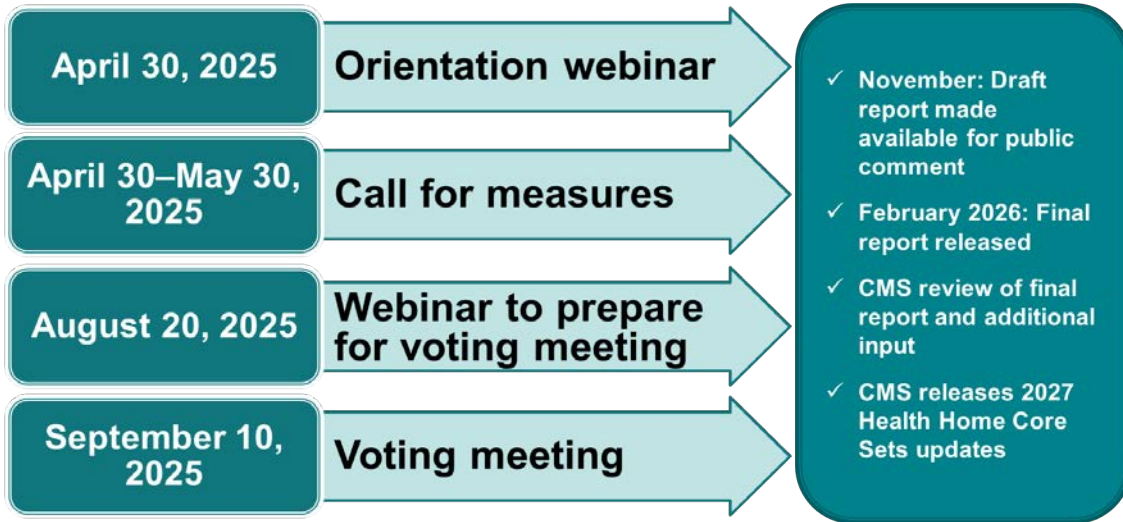 April 30, 2025
Orientation webinar
April 30–May 30,
2025
Call for measures
August 20, 2025
Webinar to prepare
for voting meeting
September 10,
2025
Voting meeting
✓ November: Draft
report made
available for public
comment
✓ February 2026: Final
report released
✓ CMS review of final
report and additional
input
✓ CMS releases 2027
Health Home Core
Sets updates